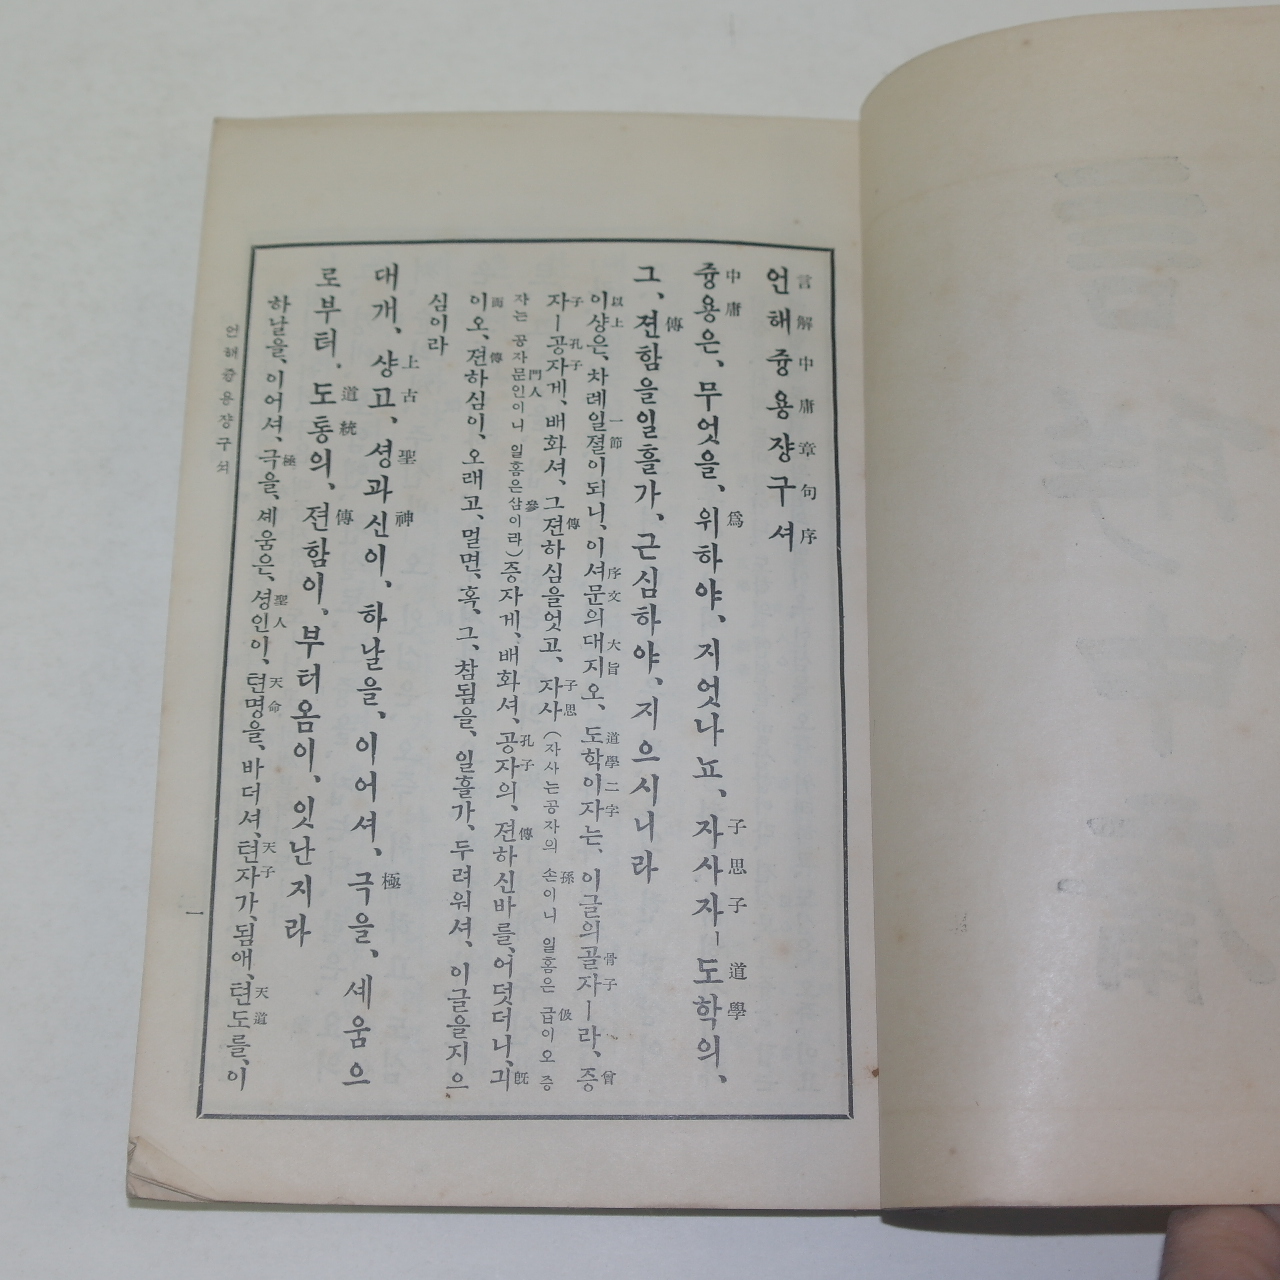 언해즁용쟝구셔
言解中庸章句序
즁용은、무엇을、위하야、지엇나뇨、자사자ㅣ도학의、
中庸 爲 子思子 道學
그、젼함을일흘가、근심하야、지으시니라
傳
이샹은、차례일졀이되니、이셔문의대지오、도학이자는、이글의골자ㅣ라、증
以上 一節 序文 大旨 道學二字 骨子 曾
자ㅣ공자게、배화셔、그젼하심을엇고、자사(자사는공자의손이니일홈은급이오증
子 孔子 傳 子思 孫 伋
자는공자문인이니일홈은삼이라)증자게、배화셔、공자의、젼하신바를、어덧더니、긔
門人 參 孔子 傳 旣
이오、젼하심이、오래고、멀면、혹、그、참됨을、일흘가、두려워셔、이글을지으
而 傳
심이라
대개、샹고、셩과신이、하날을、이어셔、극을、셰움으
上古 聖 神 極
로부터、도통의、젼함이、부터옴이、잇난지라
道統 傳
하날을、이어셔、극을、셰움은、셩인이、텬명을、바더셔、텬자가、됨애、텬도를、이
極 聖人 天命 天子 天道
언해즁용쟝구셔
一